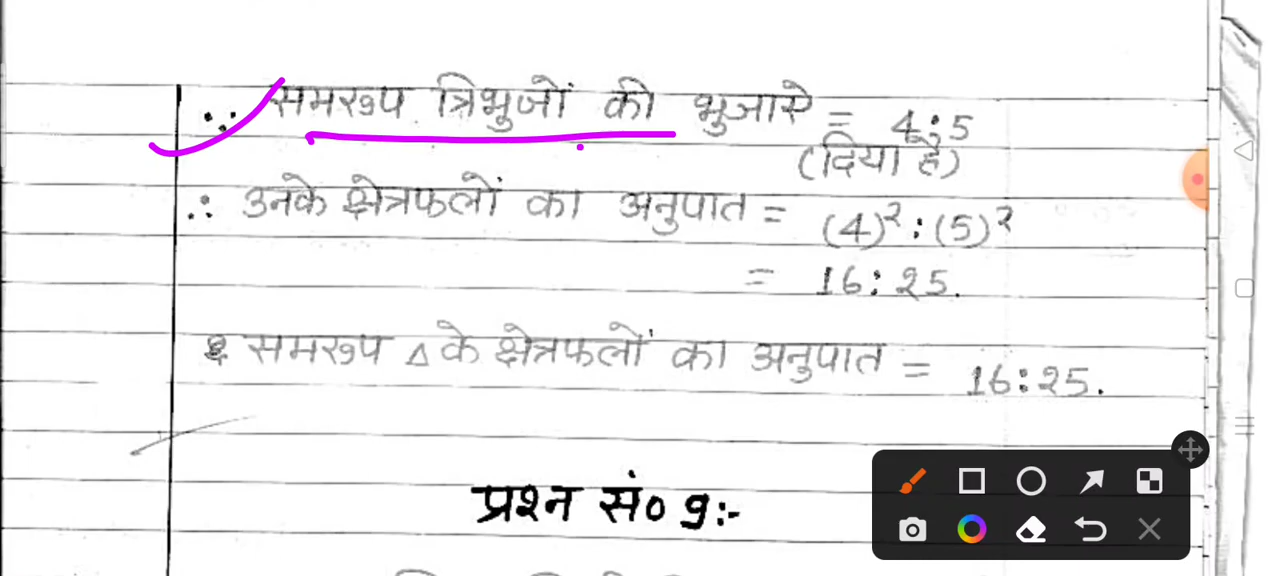 ∵ समरुप त्रिभुजों की भुजाऐ = 4:5
(दिया है)
∴ उनके क्षेत्रफलों का अनुपात = (4)² : (5)²
= 16:25.
समरुप Δ के क्षेत्रफलों का अनुपात = 16:25.
प्रश्न सं० 9:-